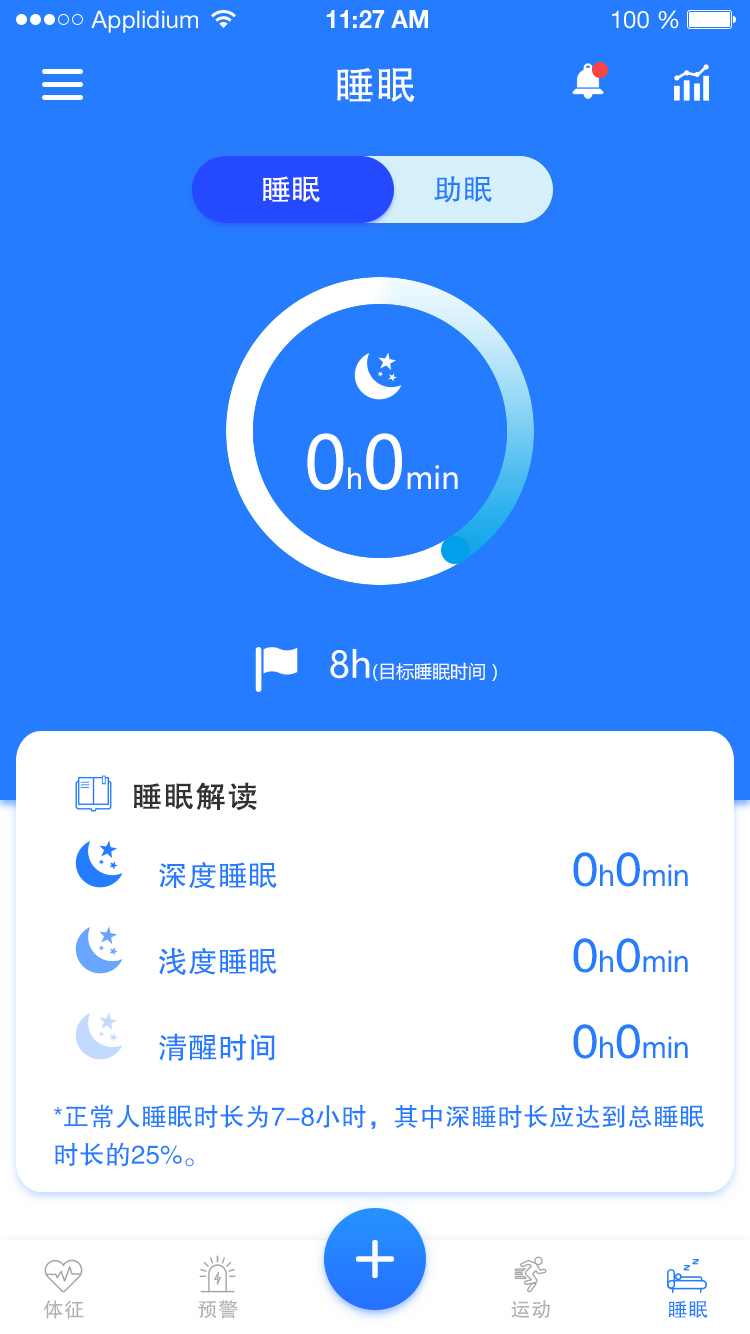 Applidium 11:27 AM 100 %
睡眠
睡眠 助眠
0h0min
8h(目标睡眠时间 )
睡眠解读
深度睡眠 0h0min
浅度睡眠 0h0min
清醒时间 0h0min
*正常人睡眠时长为7-8小时，其中深睡时长应达到总睡眠
时长的25%。
体征 预警 运动 睡眠